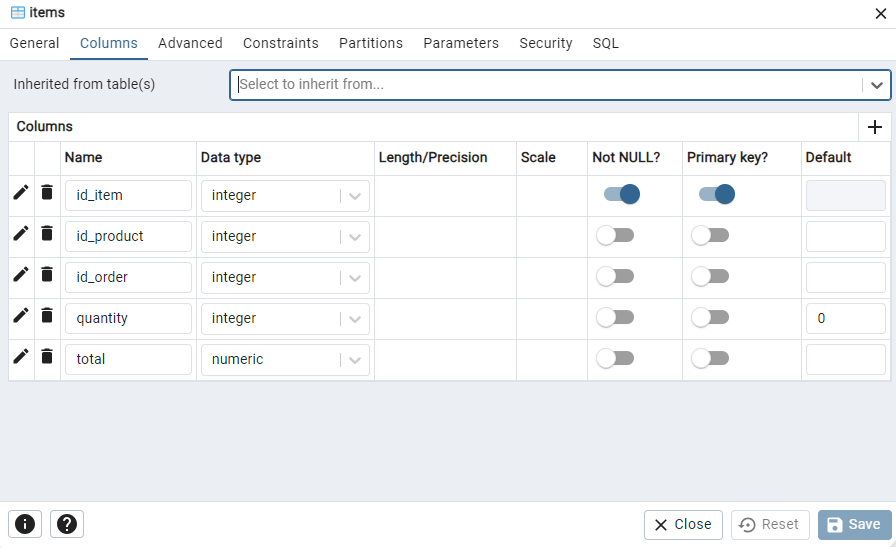 items
General Columns Advanced Constraints Partitions Parameters Security SQL
Inherited from table(s) Select to inherit from...
Columns
Name Data type Length/Precision Scale Not NULL? Primary key? Default
id_item integer
id_product integer
id_order integer
quantity integer 0
total numeric
Close Reset Save